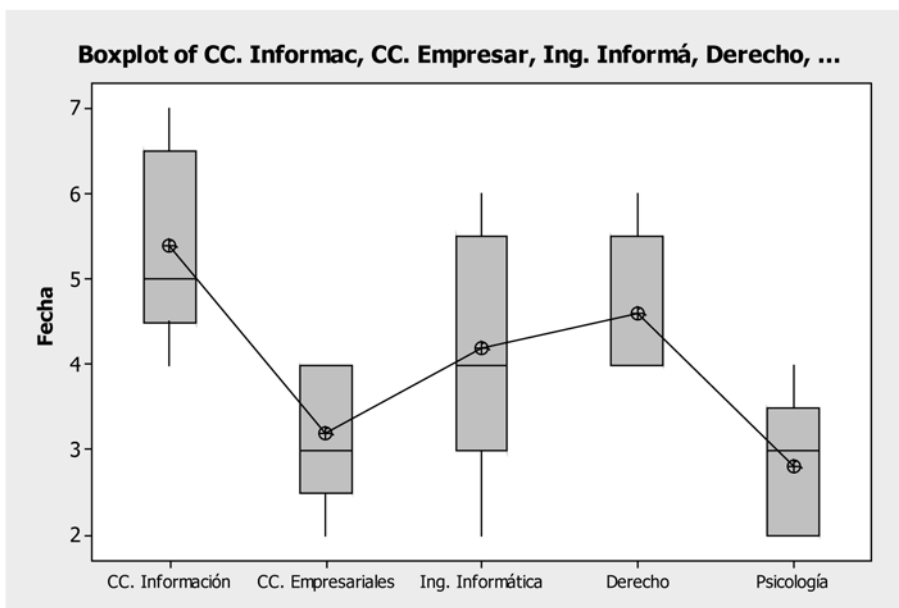 Boxplot of CC. Informac, CC. Empresar, Ing. Informá, Derecho, ...
Fecha
7
6
5
4
3
2
CC. Información
CC. Empresariales
Ing. Informática
Derecho
Psicología